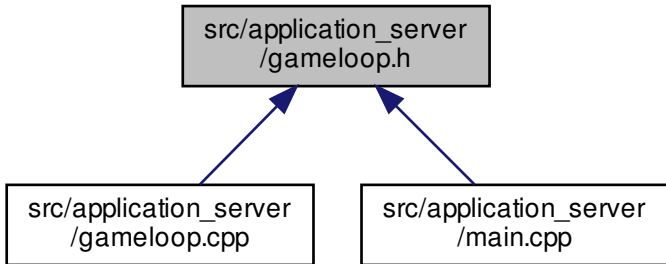 src/application_server
/gameloop.h
src/application_server
/gameloop.cpp
src/application_server
/main.cpp